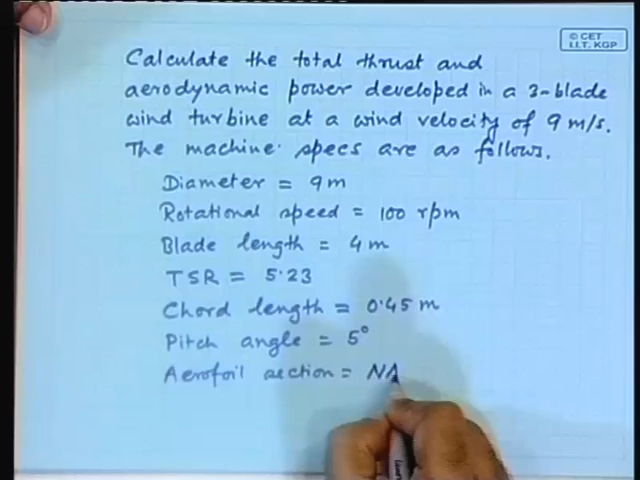 © CET
I.I.T. KGP
Calculate the total thrust and
aerodynamic power developed in a 3-blade
wind turbine at a wind velocity of 9 m/s.
The machine specs are as follows.
Diameter = 9m
Rotational speed = 100 rpm
Blade length = 4 m
TSR = 5.23
Chord length = 0.45 m
Pitch angle = 5°
Aerofoil section = NA